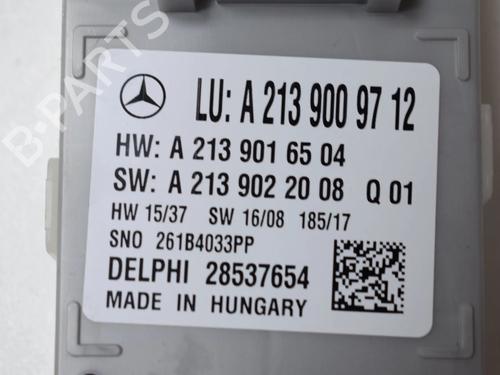 B-PARTS
LU: A 213 900 97 12
HW: A 213 901 65 04
SW: A 213 902 20 08 Q 01
HW 15/37 SW 16/08 185/17
SNO 261B4033PP
DELPHI 28537654
MADE IN HUNGARY